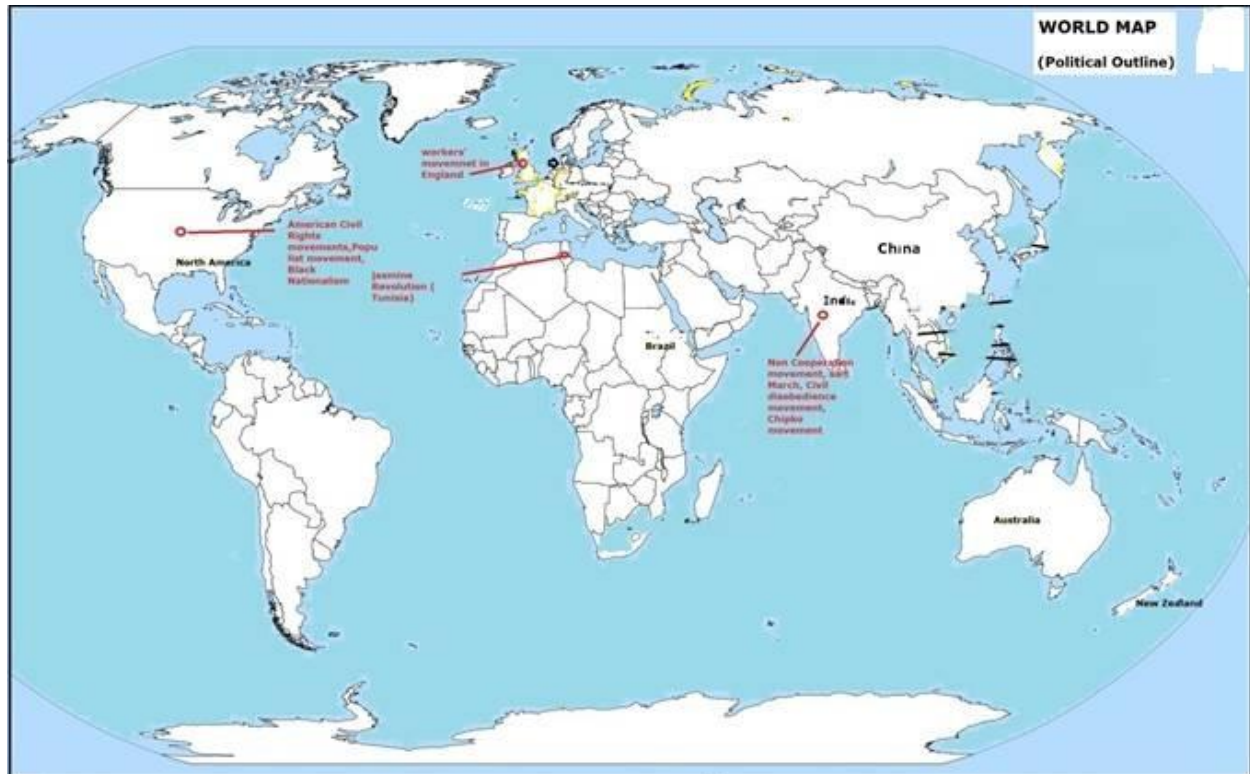 WORLD MAP
(Political Outline)
workers'
movemnet in
England
American Civil
Rights
movements,Popu
list movement,
Black
Nationalism
North America
Jasmine
Revolution (
Tunisia)
China
India
Brazil
Non Cooperation
movement, salt
March, Civil
disobedience
movement,
Chipko
movement
Australia
New Zedland